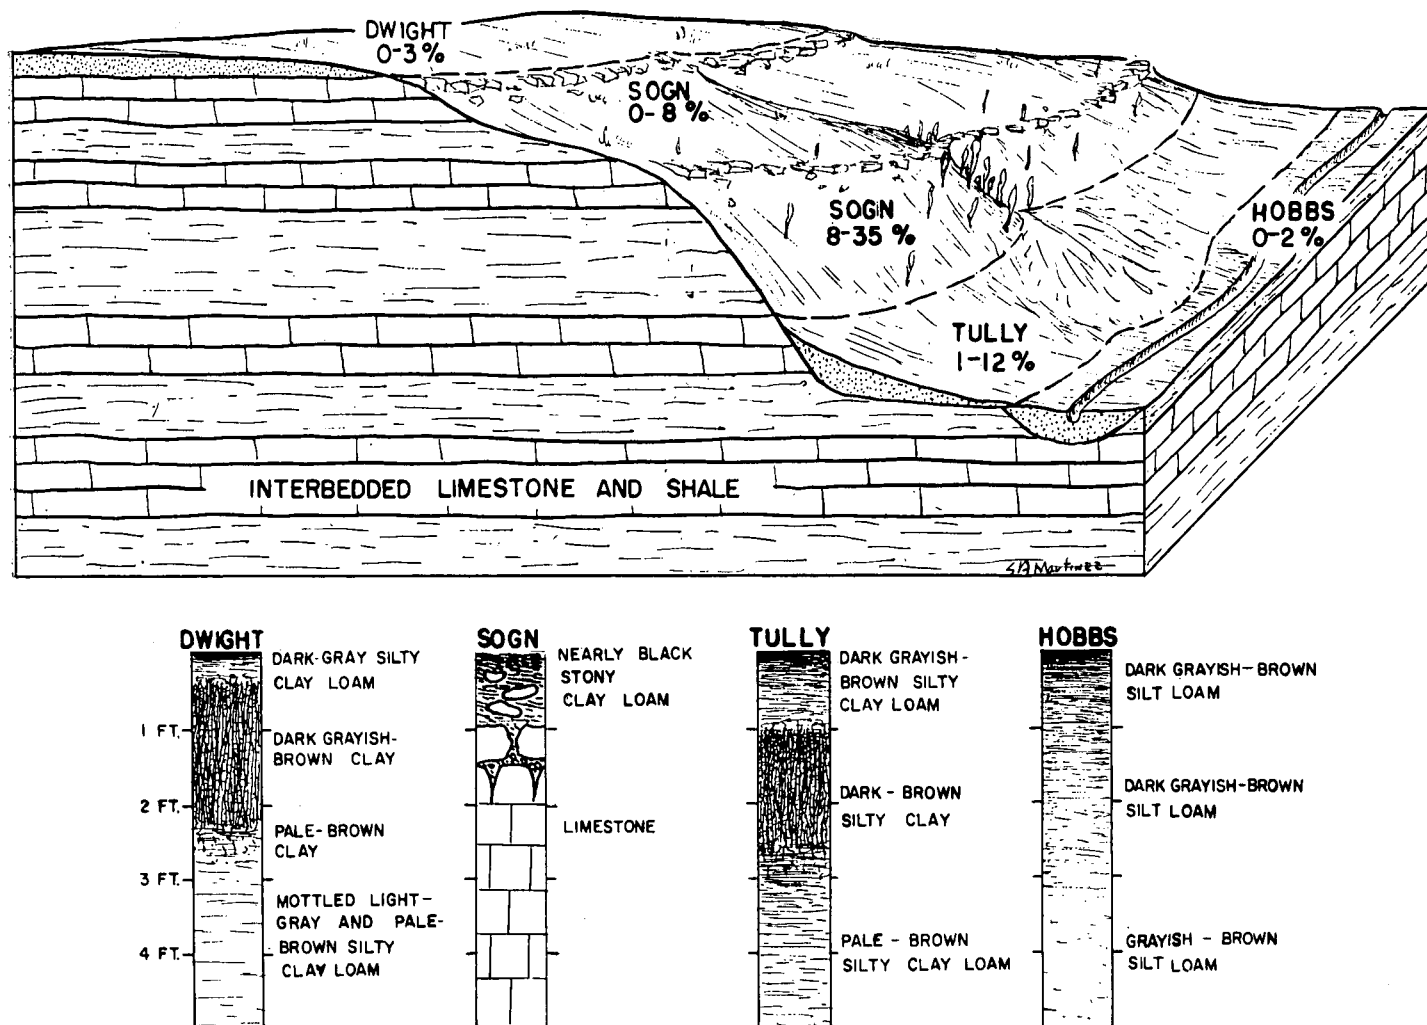 DWIGHT
0-3%
SOGN
0-8%
SOGN
8-35%
HOBBS
0-2%
TULLY
1-12%
INTERBEDDED LIMESTONE AND SHALE
S A Martinez
DWIGHT
DARK-GRAY SILTY
CLAY LOAM
1 FT.
DARK GRAYISH-
BROWN CLAY
2 FT.
PALE-BROWN
CLAY
3 FT.
MOTTLED LIGHT-
GRAY AND PALE-
BROWN SILTY
CLAY LOAM
4 FT.
SOGN
NEARLY BLACK
STONY
CLAY LOAM
LIMESTONE
TULLY
DARK GRAYISH-
BROWN SILTY
CLAY LOAM
DARK-BROWN
SILTY CLAY
PALE-BROWN
SILTY CLAY LOAM
HOBBS
DARK GRAYISH-BROWN
SILT LOAM
DARK GRAYISH-BROWN
SILT LOAM
GRAYISH-BROWN
SILT LOAM